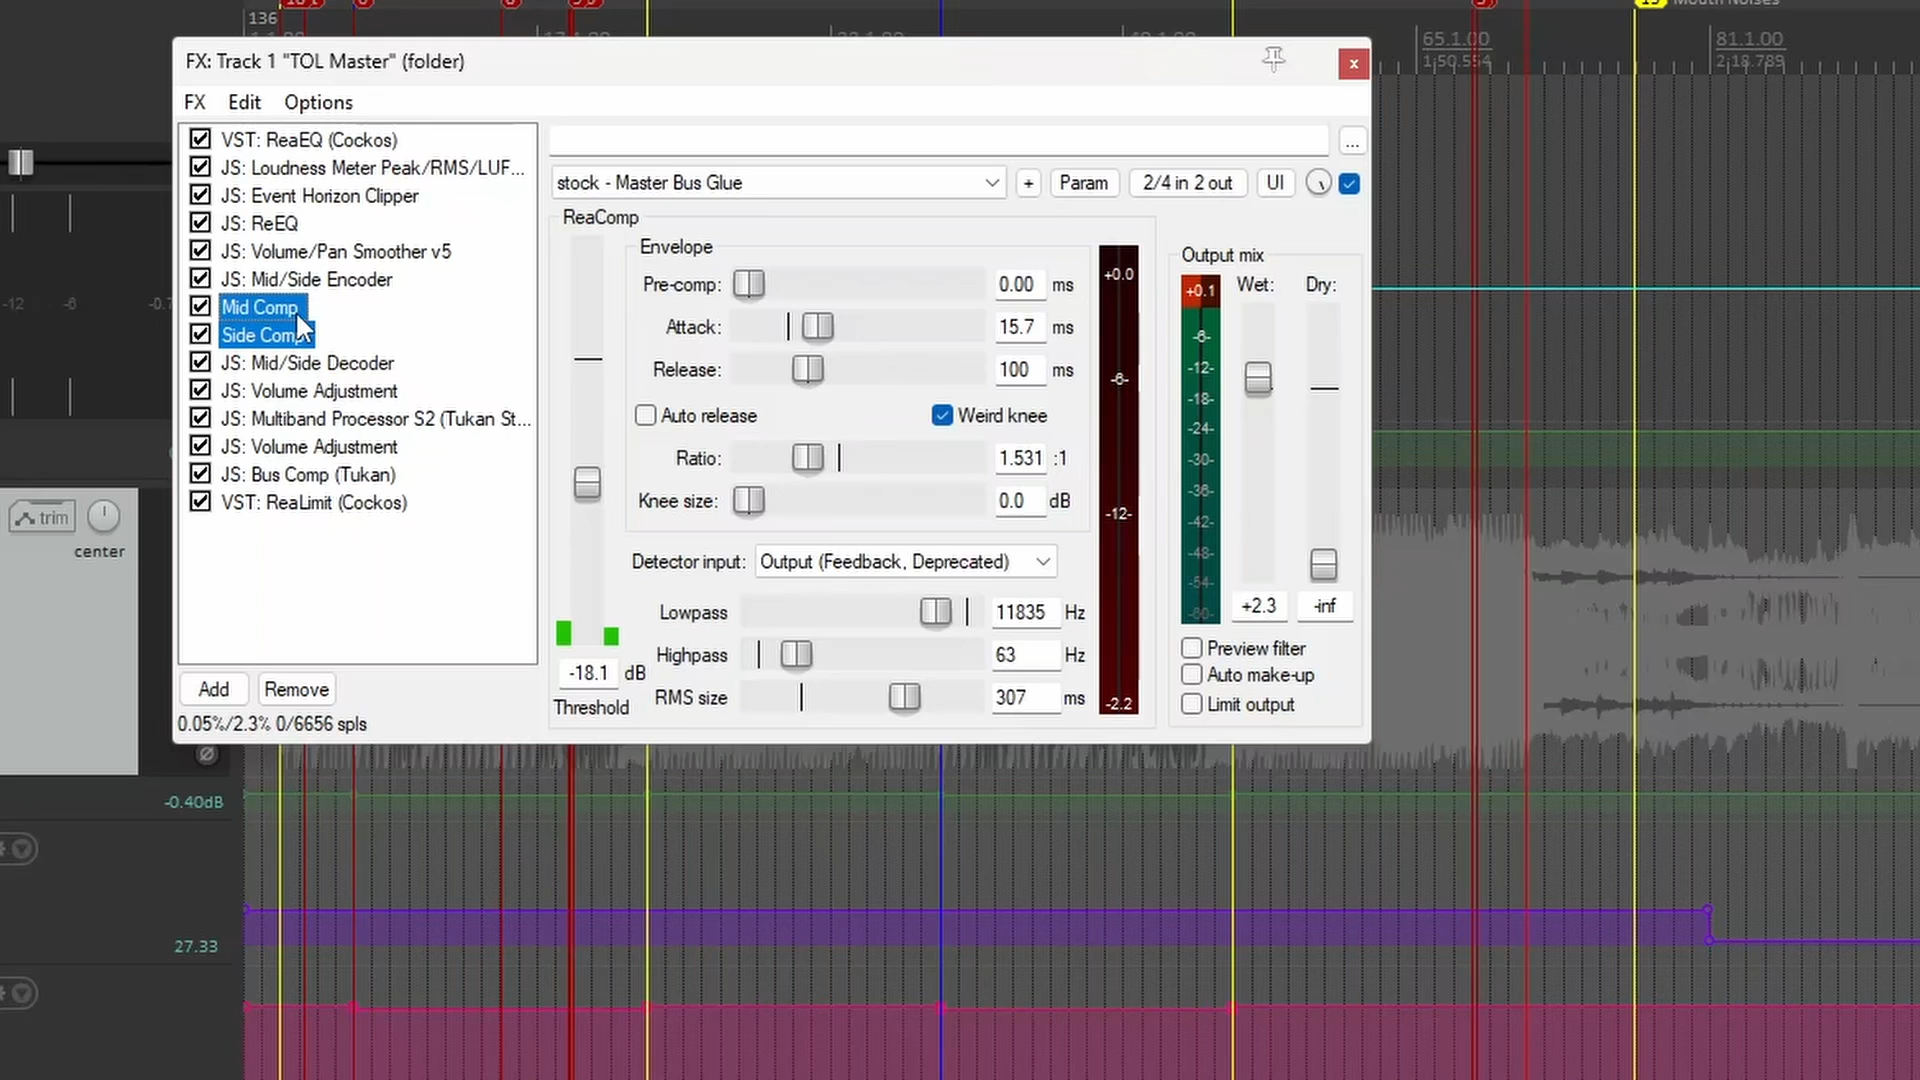 136
Mouth Noises
65.1.00
1:50.554
81.1.00
2:18.789
FX: Track 1 "TOL Master" (folder)
x
FX Edit Options
VST: ReaEQ (Cockos)
JS: Loudness Meter Peak/RMS/LUF...
JS: Event Horizon Clipper
JS: ReEQ
JS: Volume/Pan Smoother v5
JS: Mid/Side Encoder
Mid Comp
Side Comp
JS: Mid/Side Decoder
JS: Volume Adjustment
JS: Multiband Processor S2 (Tukan St...
JS: Volume Adjustment
JS: Bus Comp (Tukan)
VST: ReaLimit (Cockos)
Add Remove
0.05%/2.3% 0/6656 spls
...
stock - Master Bus Glue + Param 2/4 in 2 out UI
ReaComp
Envelope
Pre-comp: 0.00 ms
Attack: 15.7 ms
Release: 100 ms
Auto release Weird knee
Ratio: 1.531 :1
Knee size: 0.0 dB
Detector input: Output (Feedback, Deprecated)
Lowpass 11835 Hz
Highpass 63 Hz
RMS size 307 ms
-18.1 dB
Threshold
+0.0
-6-
-12-
-2.2
Output mix
Wet: Dry:
+0.1
-6-
-12-
-18-
-24-
-30-
-36-
-42-
-48-
-54-
-60-
+2.3 -inf
Preview filter
Auto make-up
Limit output
-12 -6 -0.7
trim
center
-0.40dB
27.33